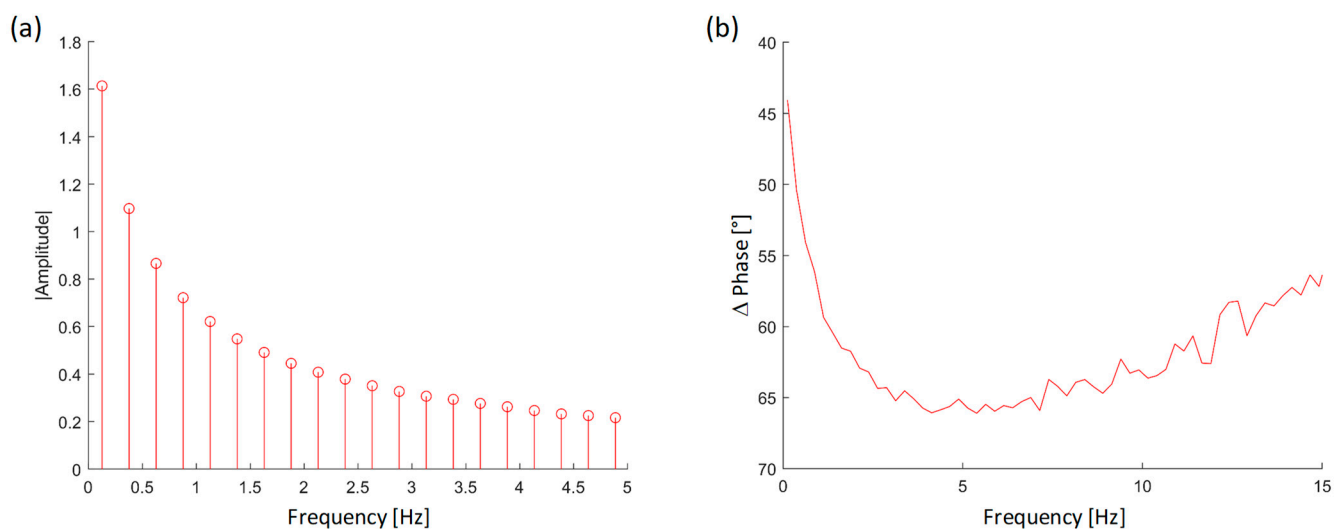 (a)
|Amplitude|
1.8
1.6
1.4
1.2
1
0.8
0.6
0.4
0.2
0
0 0.5 1 1.5 2 2.5 3 3.5 4 4.5 5
Frequency [Hz]
(b)
Δ Phase [°]
40
45
50
55
60
65
70
0 5 10 15
Frequency [Hz]